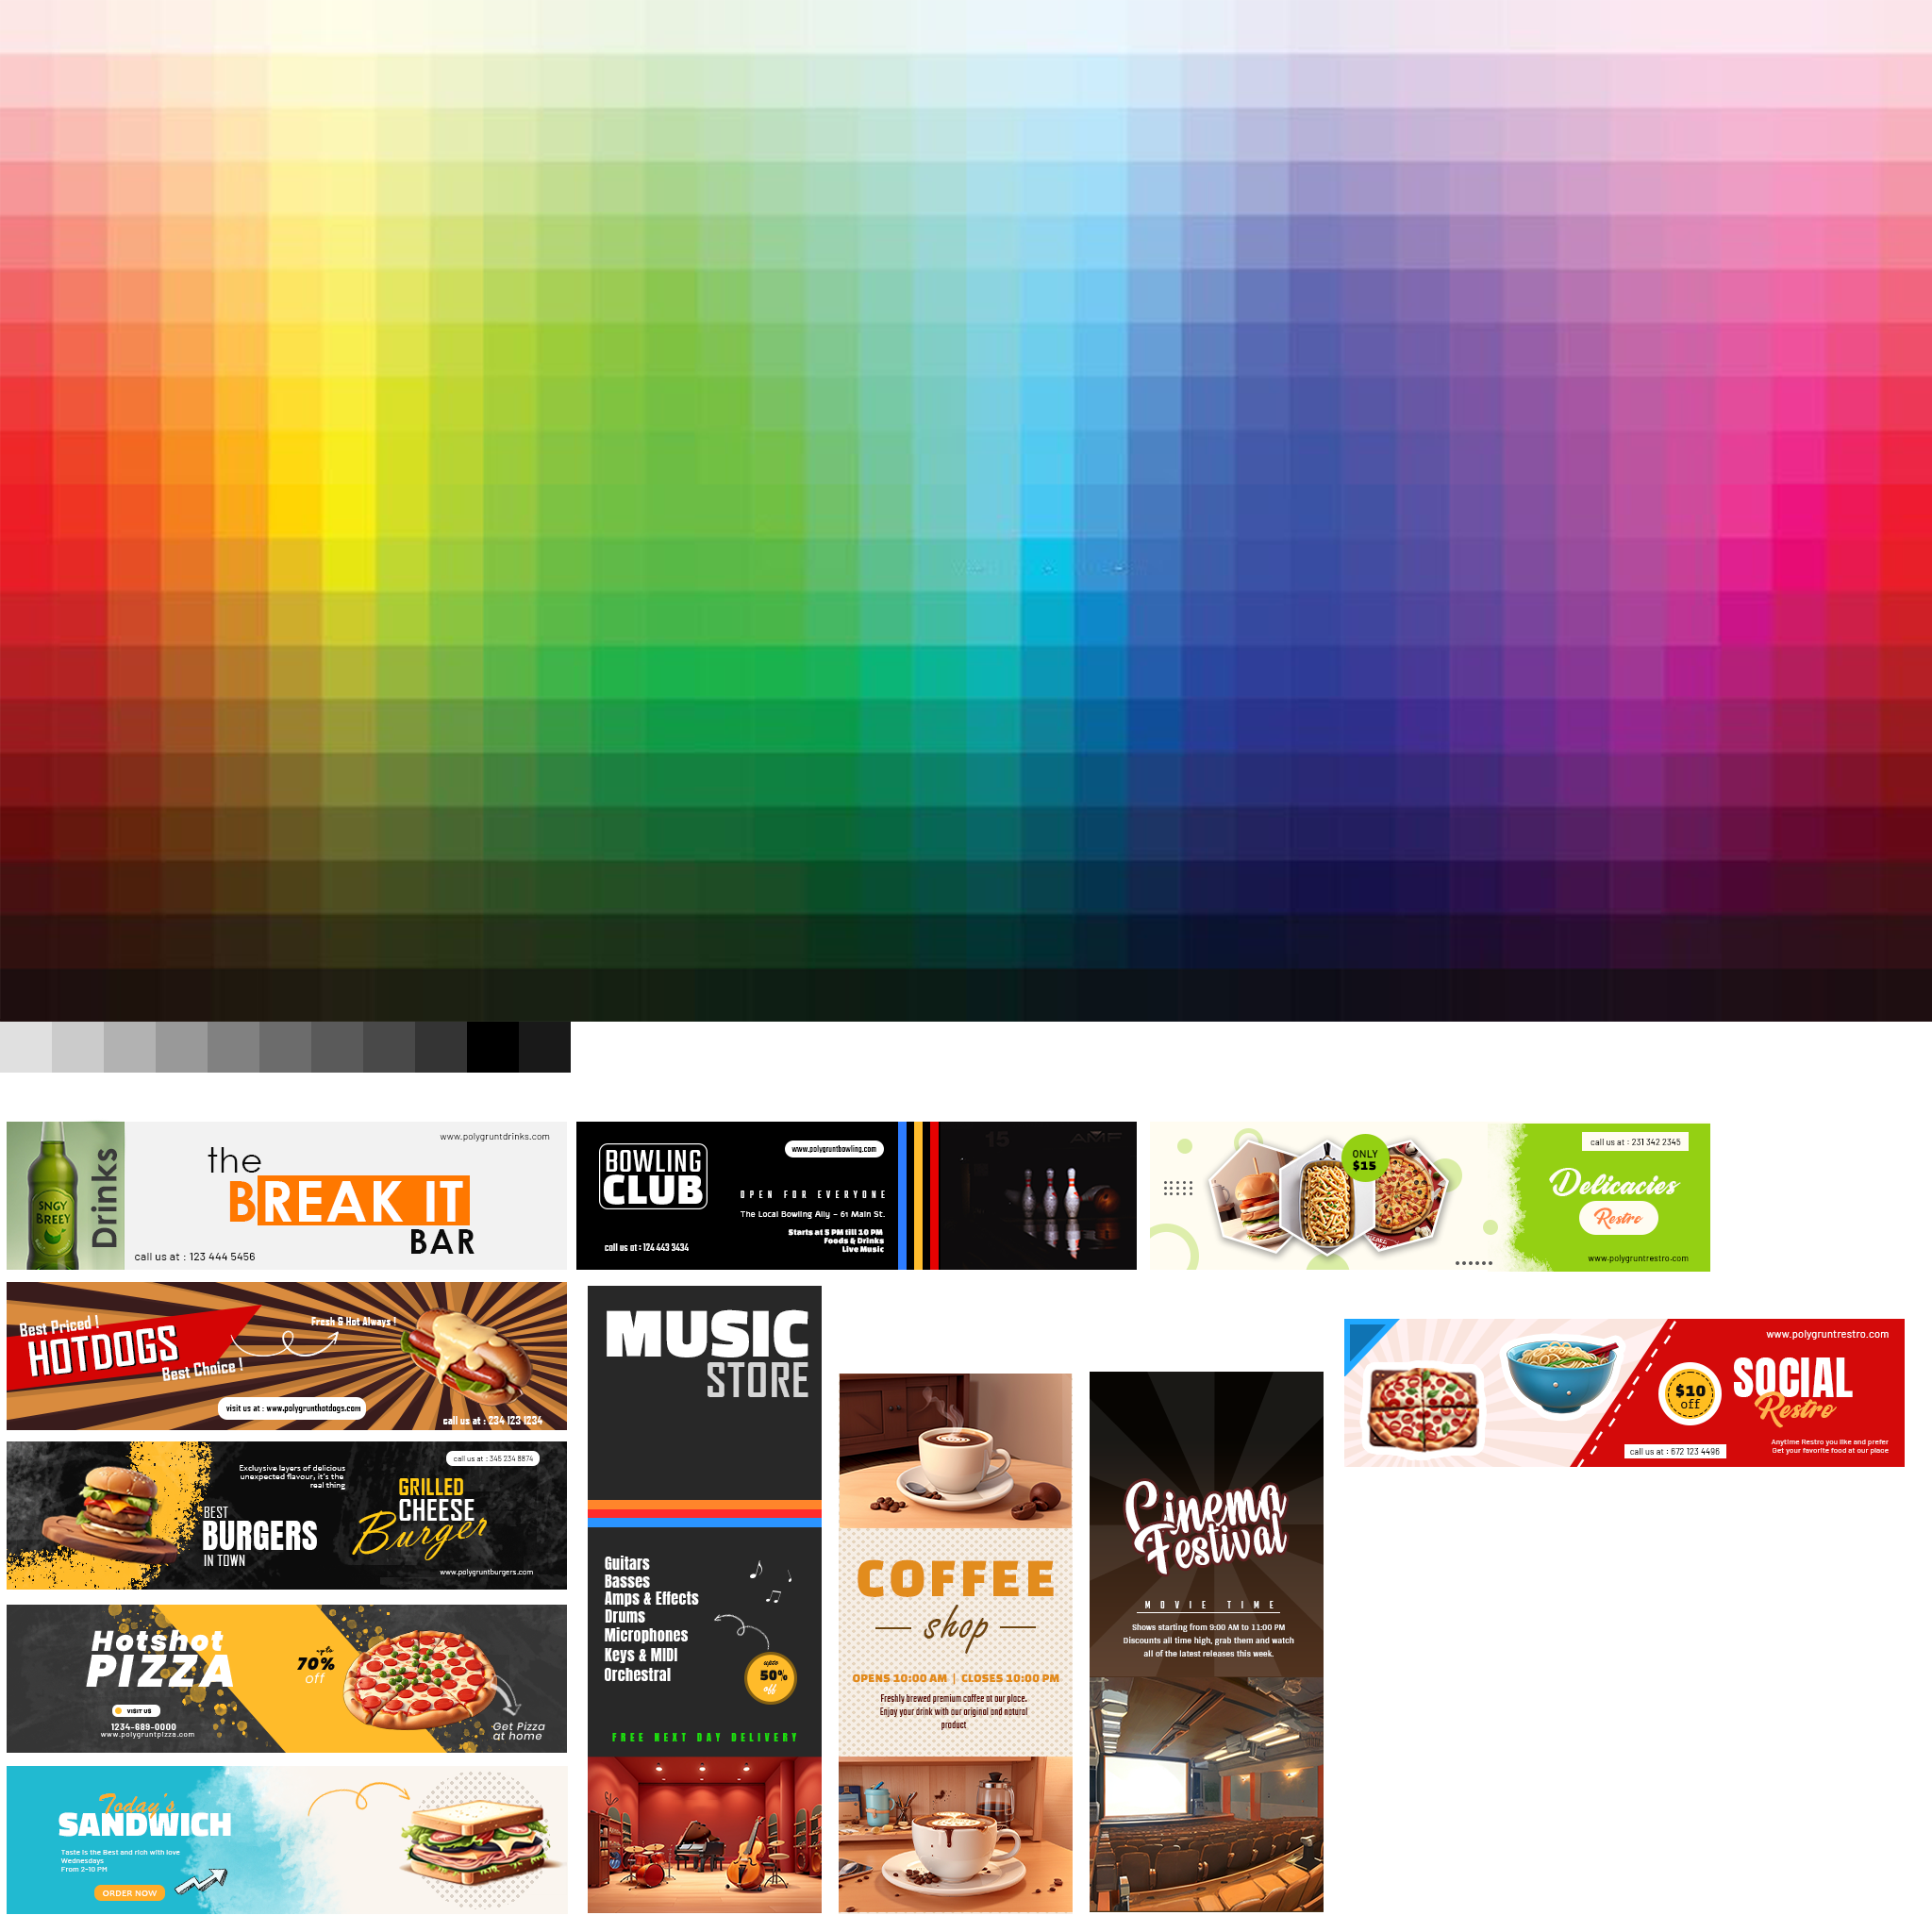 www.polygruntdrinks.com
Drinks
SNGY
BREEY
the
BREAK IT
BAR
call us at : 123 444 5456
BOWLING
CLUB
www.polygruntbowling.com
OPEN FOR EVERYONE
The Local Bowling Ally - 61 Main St.
Starts at 5 PM till 10 PM
Foods & Drinks
Live Music
call us at : 124 443 3434
15
AMF
ONLY
$15
call us at : 231 342 2345
Delicacies
Restro
www.polygruntrestro.com
Best Priced !
HOTDOGS
Best Choice !
Fresh & Hot Always !
visit us at : www.polygrunthotdogs.com
call us at : 234 123 1234
Excluysive layers of delicious
unexpected flavour, it's the
real thing
BEST
BURGERS
IN TOWN
call us at : 345 234 8874
GRILLED
CHEESE
Burger
www.polygruntburgers.com
Hotshot
PIZZA
VISIT US
1234-689-0000
www.polygruntpizza.com
upto
70%
off
Get Pizza
at home
Today's
SANDWICH
Taste is the Best and rich with love
Wednesdays
From 2-10 PM
ORDER NOW
MUSIC
STORE
Guitars
Basses
Amps & Effects
Drums
Microphones
Keys & MIDI
Orchestral
upto
50%
off
FREE NEXT DAY DELIVERY
COFFEE
shop
OPENS 10:00 AM | CLOSES 10:00 PM
Freshly brewed premium coffee at our place.
Enjoy your drink with our original and natural
product
Cinema
Festival
MOVIE TIME
Shows starting from 9:00 AM to 11:00 PM
Discounts all time high, grab them and watch
all of the latest releases this week.
www.polygruntrestro.com
$10
off
SOCIAL
Restro
call us at : 672 123 4496
Anytime Restro you like and prefer
Get your favorite food at our place